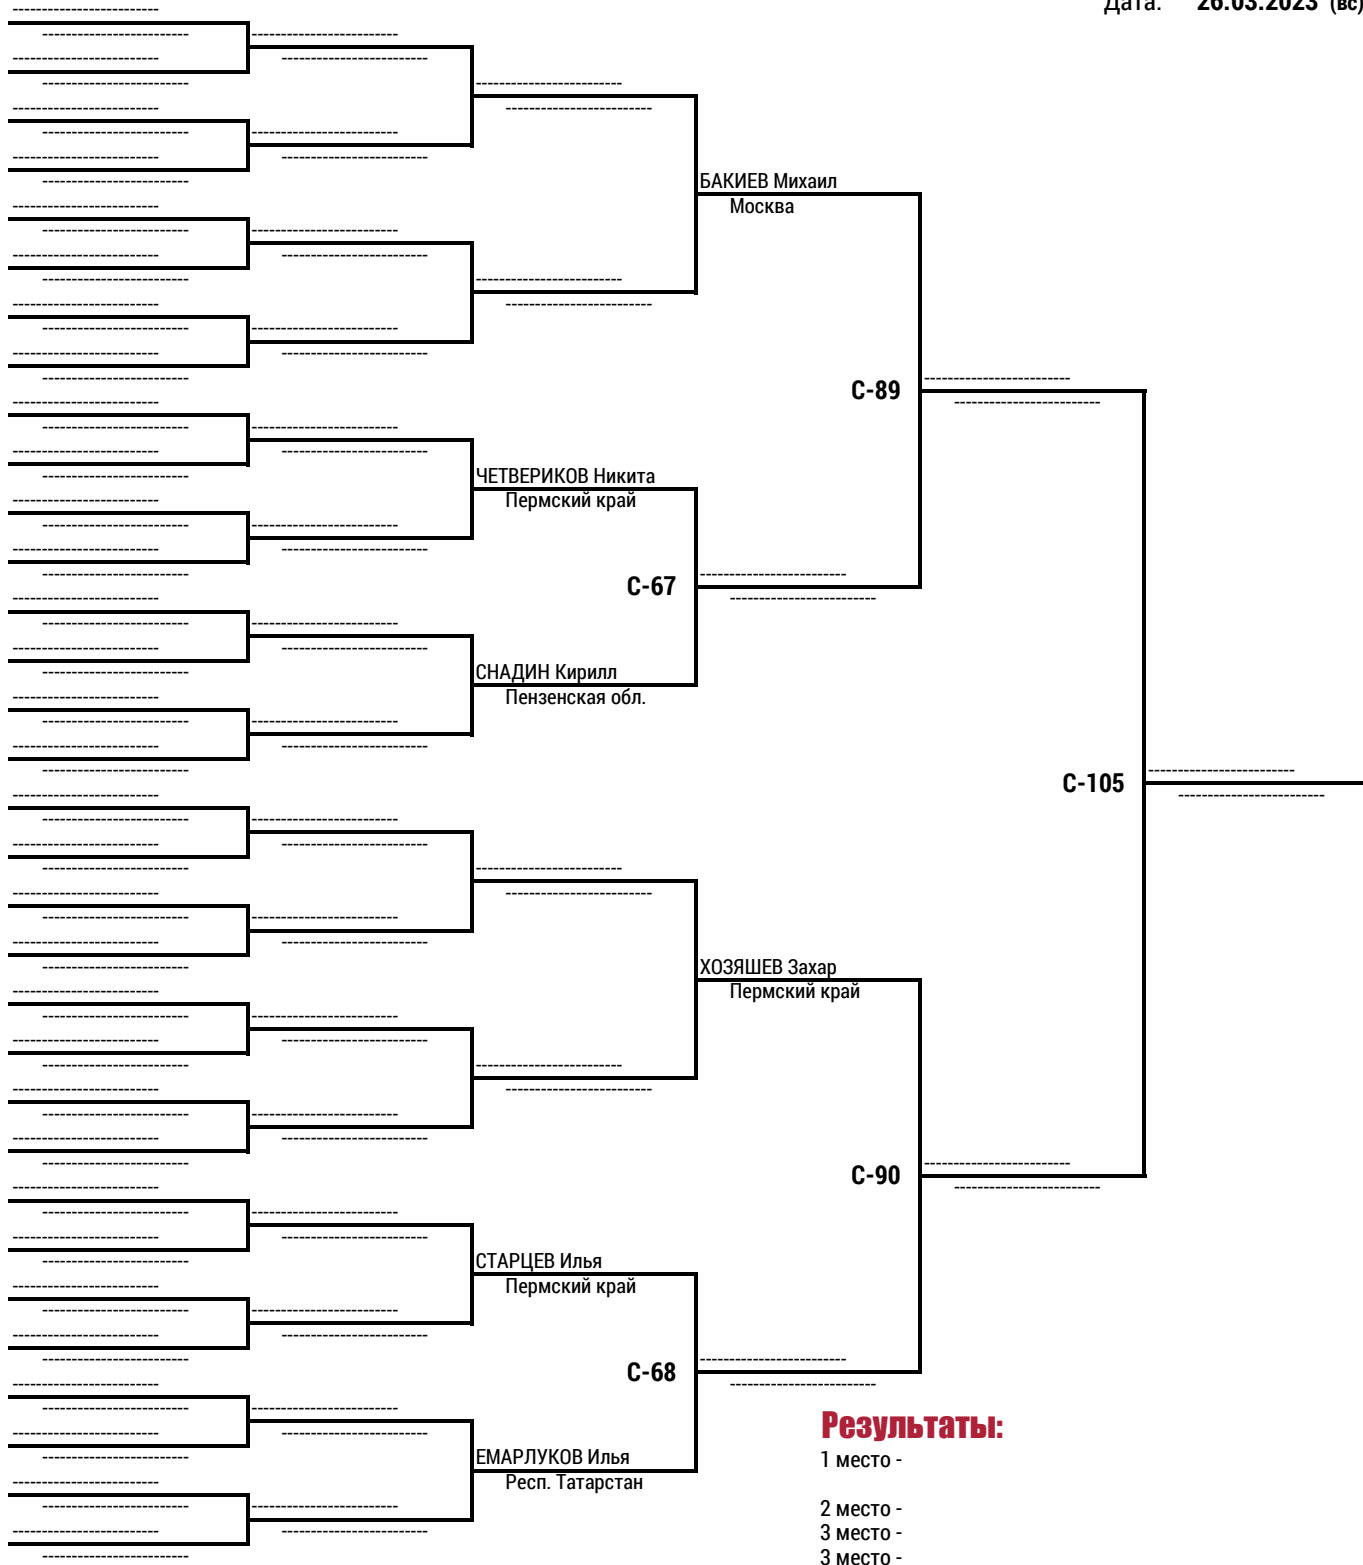 Дата: 26.03.2023 (вс)
БАКИЕВ Михаил
Москва
C-89
ЧЕТВЕРИКОВ Никита
Пермский край
C-67
СНАДИН Кирилл
Пензенская обл.
C-105
ХОЗЯШЕВ Захар
Пермский край
C-90
СТАРЦЕВ Илья
Пермский край
C-68
ЕМАРЛУКОВ Илья
Респ. Татарстан
Результаты:
1 место -
2 место -
3 место -
3 место -